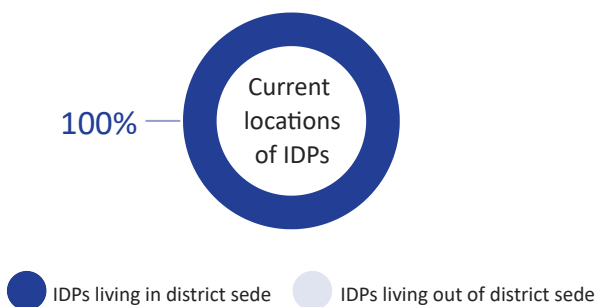 Current
locations
of IDPs
100%
IDPs living in district sede
IDPs living out of district sede